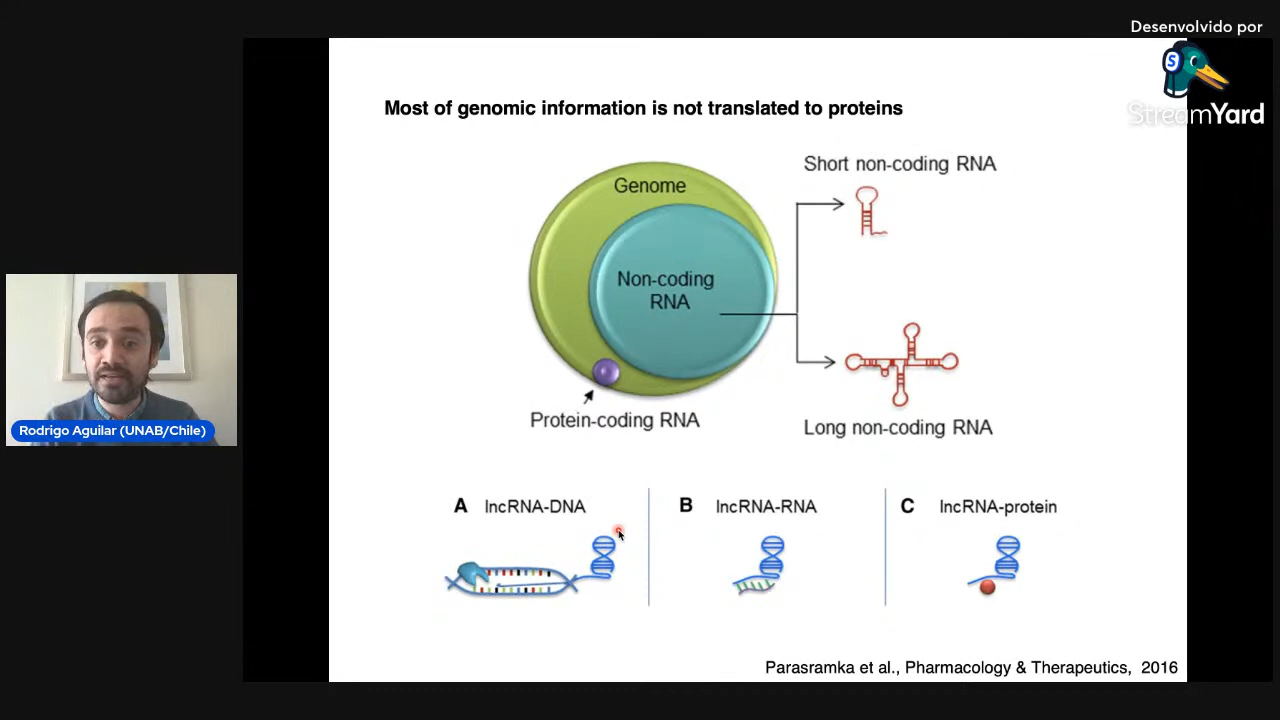 Desenvolvido por
StreamYard
Most of genomic information is not translated to proteins
Short non-coding RNA
Genome
Non-coding
RNA
Protein-coding RNA
Long non-coding RNA
Rodrigo Aguilar (UNAB/Chile)
A lncRNA-DNA
B lncRNA-RNA
C lncRNA-protein
Parasramka et al., Pharmacology & Therapeutics, 2016